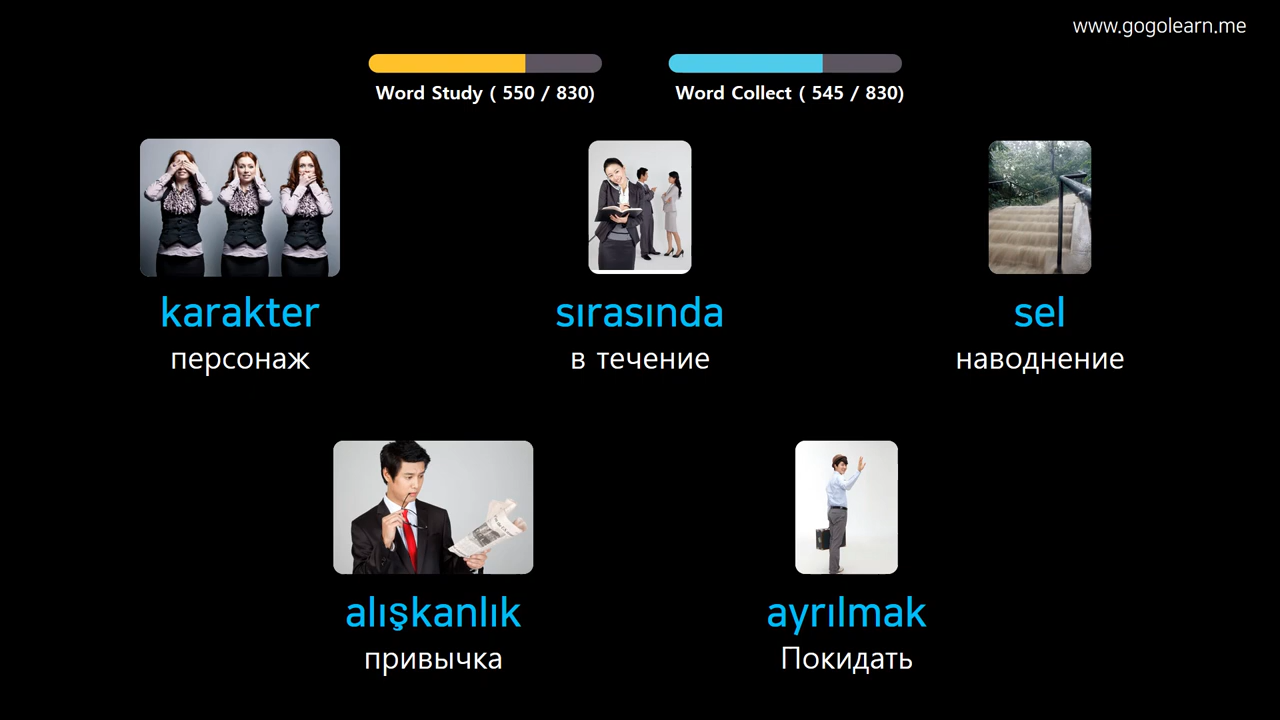 www.gogolearn.me
Word Study ( 550 / 830)
Word Collect ( 545 / 830)
karakter
персонаж
sırasında
в течение
sel
наводнение
alışkanlık
привычка
ayrılmak
Покидать